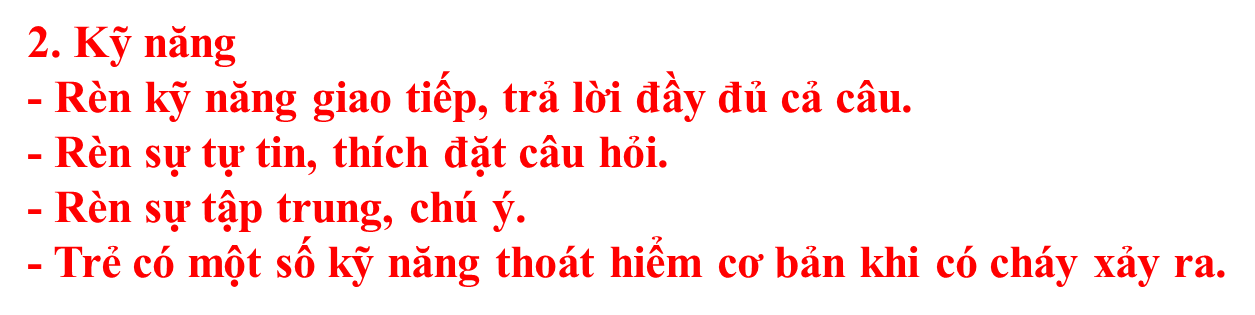 2. Kỹ năng
- Rèn kỹ năng giao tiếp, trả lời đầy đủ cả câu.
- Rèn sự tự tin, thích đặt câu hỏi.
- Rèn sự tập trung, chú ý.
- Trẻ có một số kỹ năng thoát hiểm cơ bản khi có cháy xảy ra.